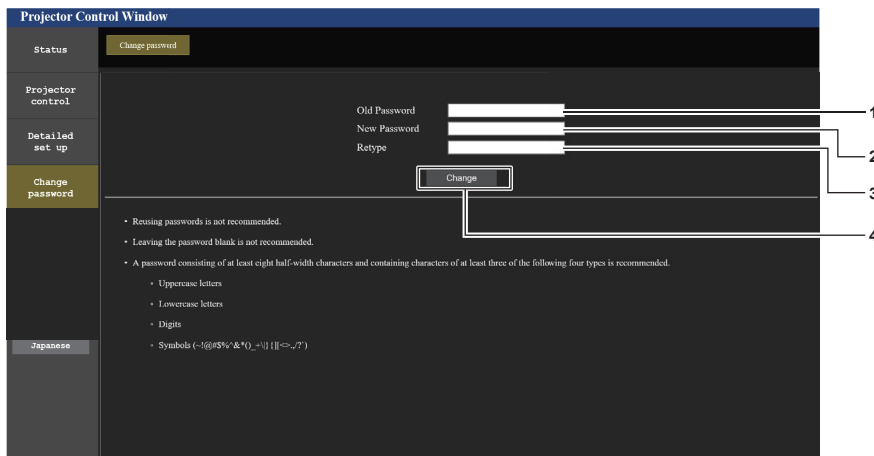 Projector Control Window
Status
Change password
Projector
control
Detailed
set up
Change
password
Japanese
Old Password
New Password
Retype
Change
1
2
3
4
• Reusing passwords is not recommended.
• Leaving the password blank is not recommended.
• A password consisting of at least eight half-width characters and containing characters of at least three of the following four types is recommended.
◦ Uppercase letters
◦ Lowercase letters
◦ Digits
◦ Symbols (~!@#$%^&*()_+\|}{][<>.,/?`)